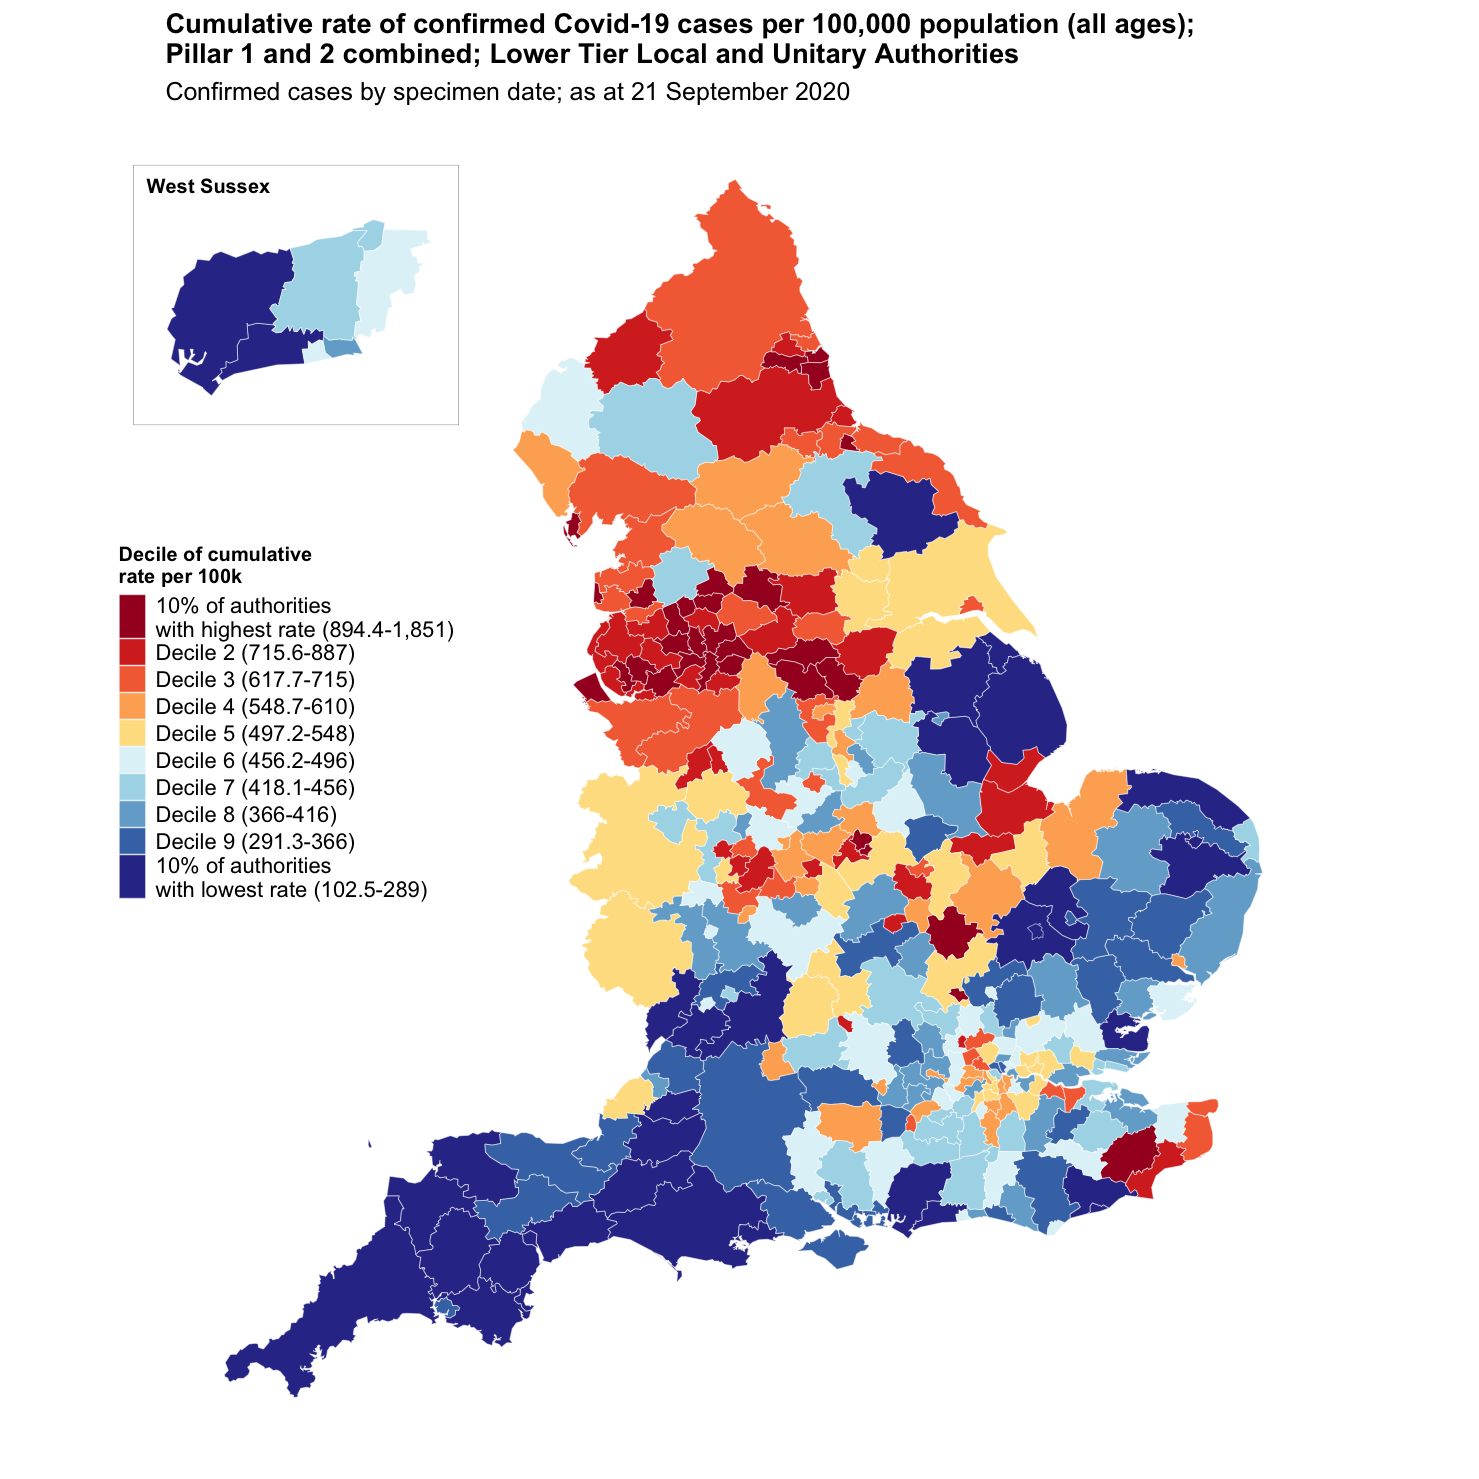 Cumulative rate of confirmed Covid-19 cases per 100,000 population (all ages);
Pillar 1 and 2 combined; Lower Tier Local and Unitary Authorities
Confirmed cases by specimen date; as at 21 September 2020
West Sussex
Decile of cumulative
rate per 100k
10% of authorities
with highest rate (894.4-1,851)
Decile 2 (715.6-887)
Decile 3 (617.7-715)
Decile 4 (548.7-610)
Decile 5 (497.2-548)
Decile 6 (456.2-496)
Decile 7 (418.1-456)
Decile 8 (366-416)
Decile 9 (291.3-366)
10% of authorities
with lowest rate (102.5-289)